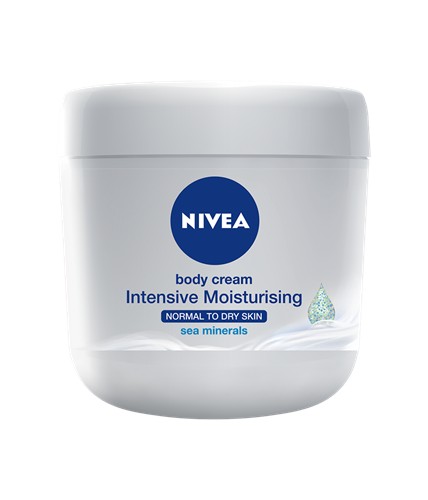 NIVEA
body cream
Intensive Moisturising
NORMAL TO DRY SKIN
sea minerals